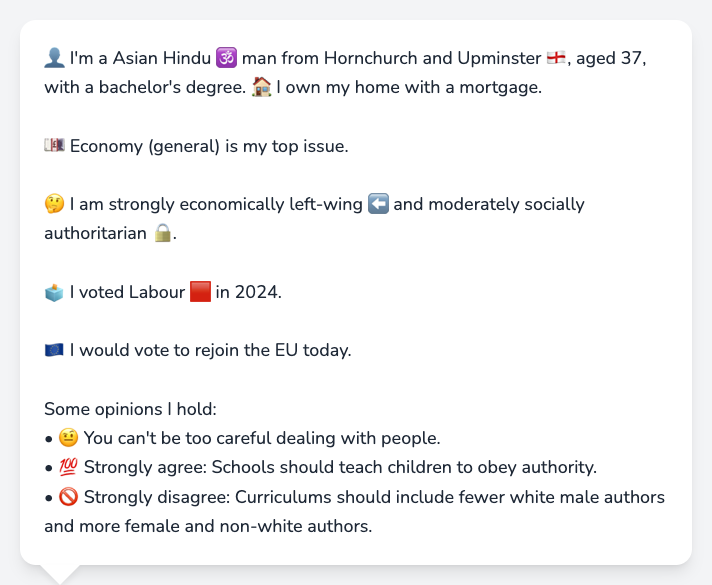 👤 I'm a Asian Hindu 🕉️ man from Hornchurch and Upminster 🏴󠁧󠁢󠁥󠁮󠁧󠁿, aged 37,
with a bachelor's degree. 🏠 I own my home with a mortgage.
💷 Economy (general) is my top issue.
🤔 I am strongly economically left-wing ⬅️ and moderately socially
authoritarian 🔒.
🗳️ I voted Labour 🟥 in 2024.
🇪🇺 I would vote to rejoin the EU today.
Some opinions I hold:
• 🤨 You can't be too careful dealing with people.
• 💯 Strongly agree: Schools should teach children to obey authority.
• 🚫 Strongly disagree: Curriculums should include fewer white male authors
and more female and non-white authors.